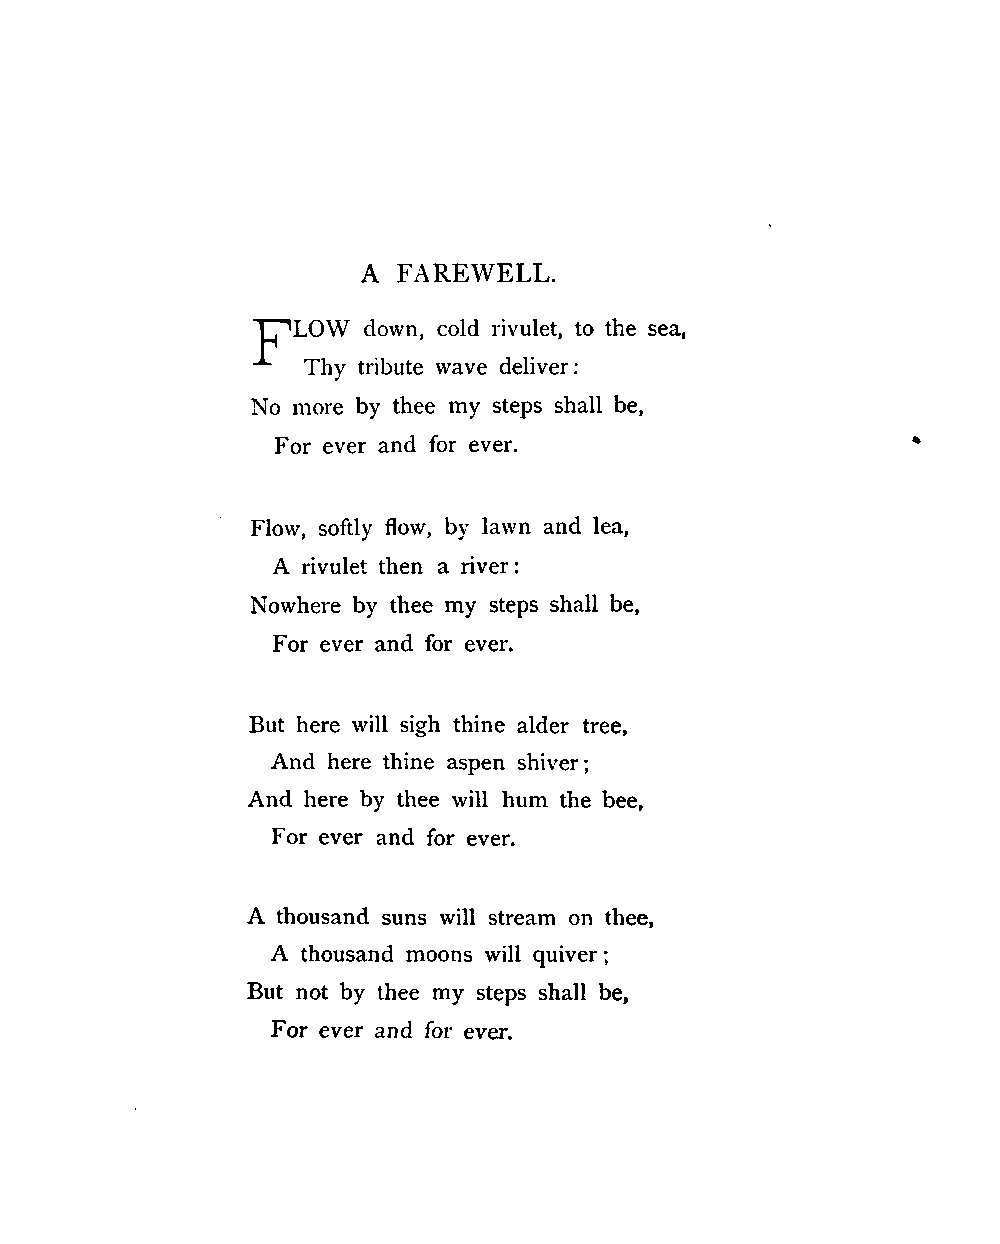 A FAREWELL.
FLOW down, cold rivulet, to the sea,
Thy tribute wave deliver:
No more by thee my steps shall be,
For ever and for ever.
Flow, softly flow, by lawn and lea,
A rivulet then a river:
Nowhere by thee my steps shall be,
For ever and for ever.
But here will sigh thine alder tree,
And here thine aspen shiver;
And here by thee will hum the bee,
For ever and for ever.
A thousand suns will stream on thee,
A thousand moons will quiver;
But not by thee my steps shall be,
For ever and for ever.